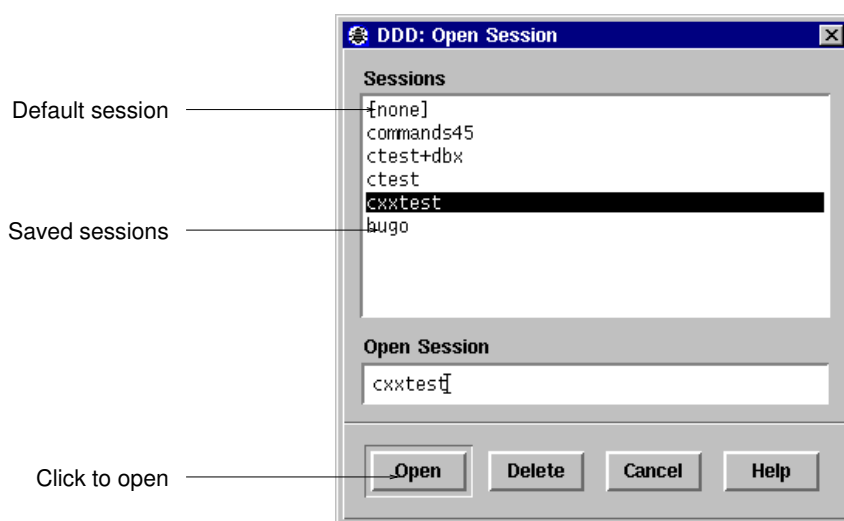 DDD: Open Session
Sessions
Default session
[none]
commands45
ctest+dbx
ctest
cxxtest
Saved sessions
hugo
Open Session
cxxtest
Click to open
Open Delete Cancel Help